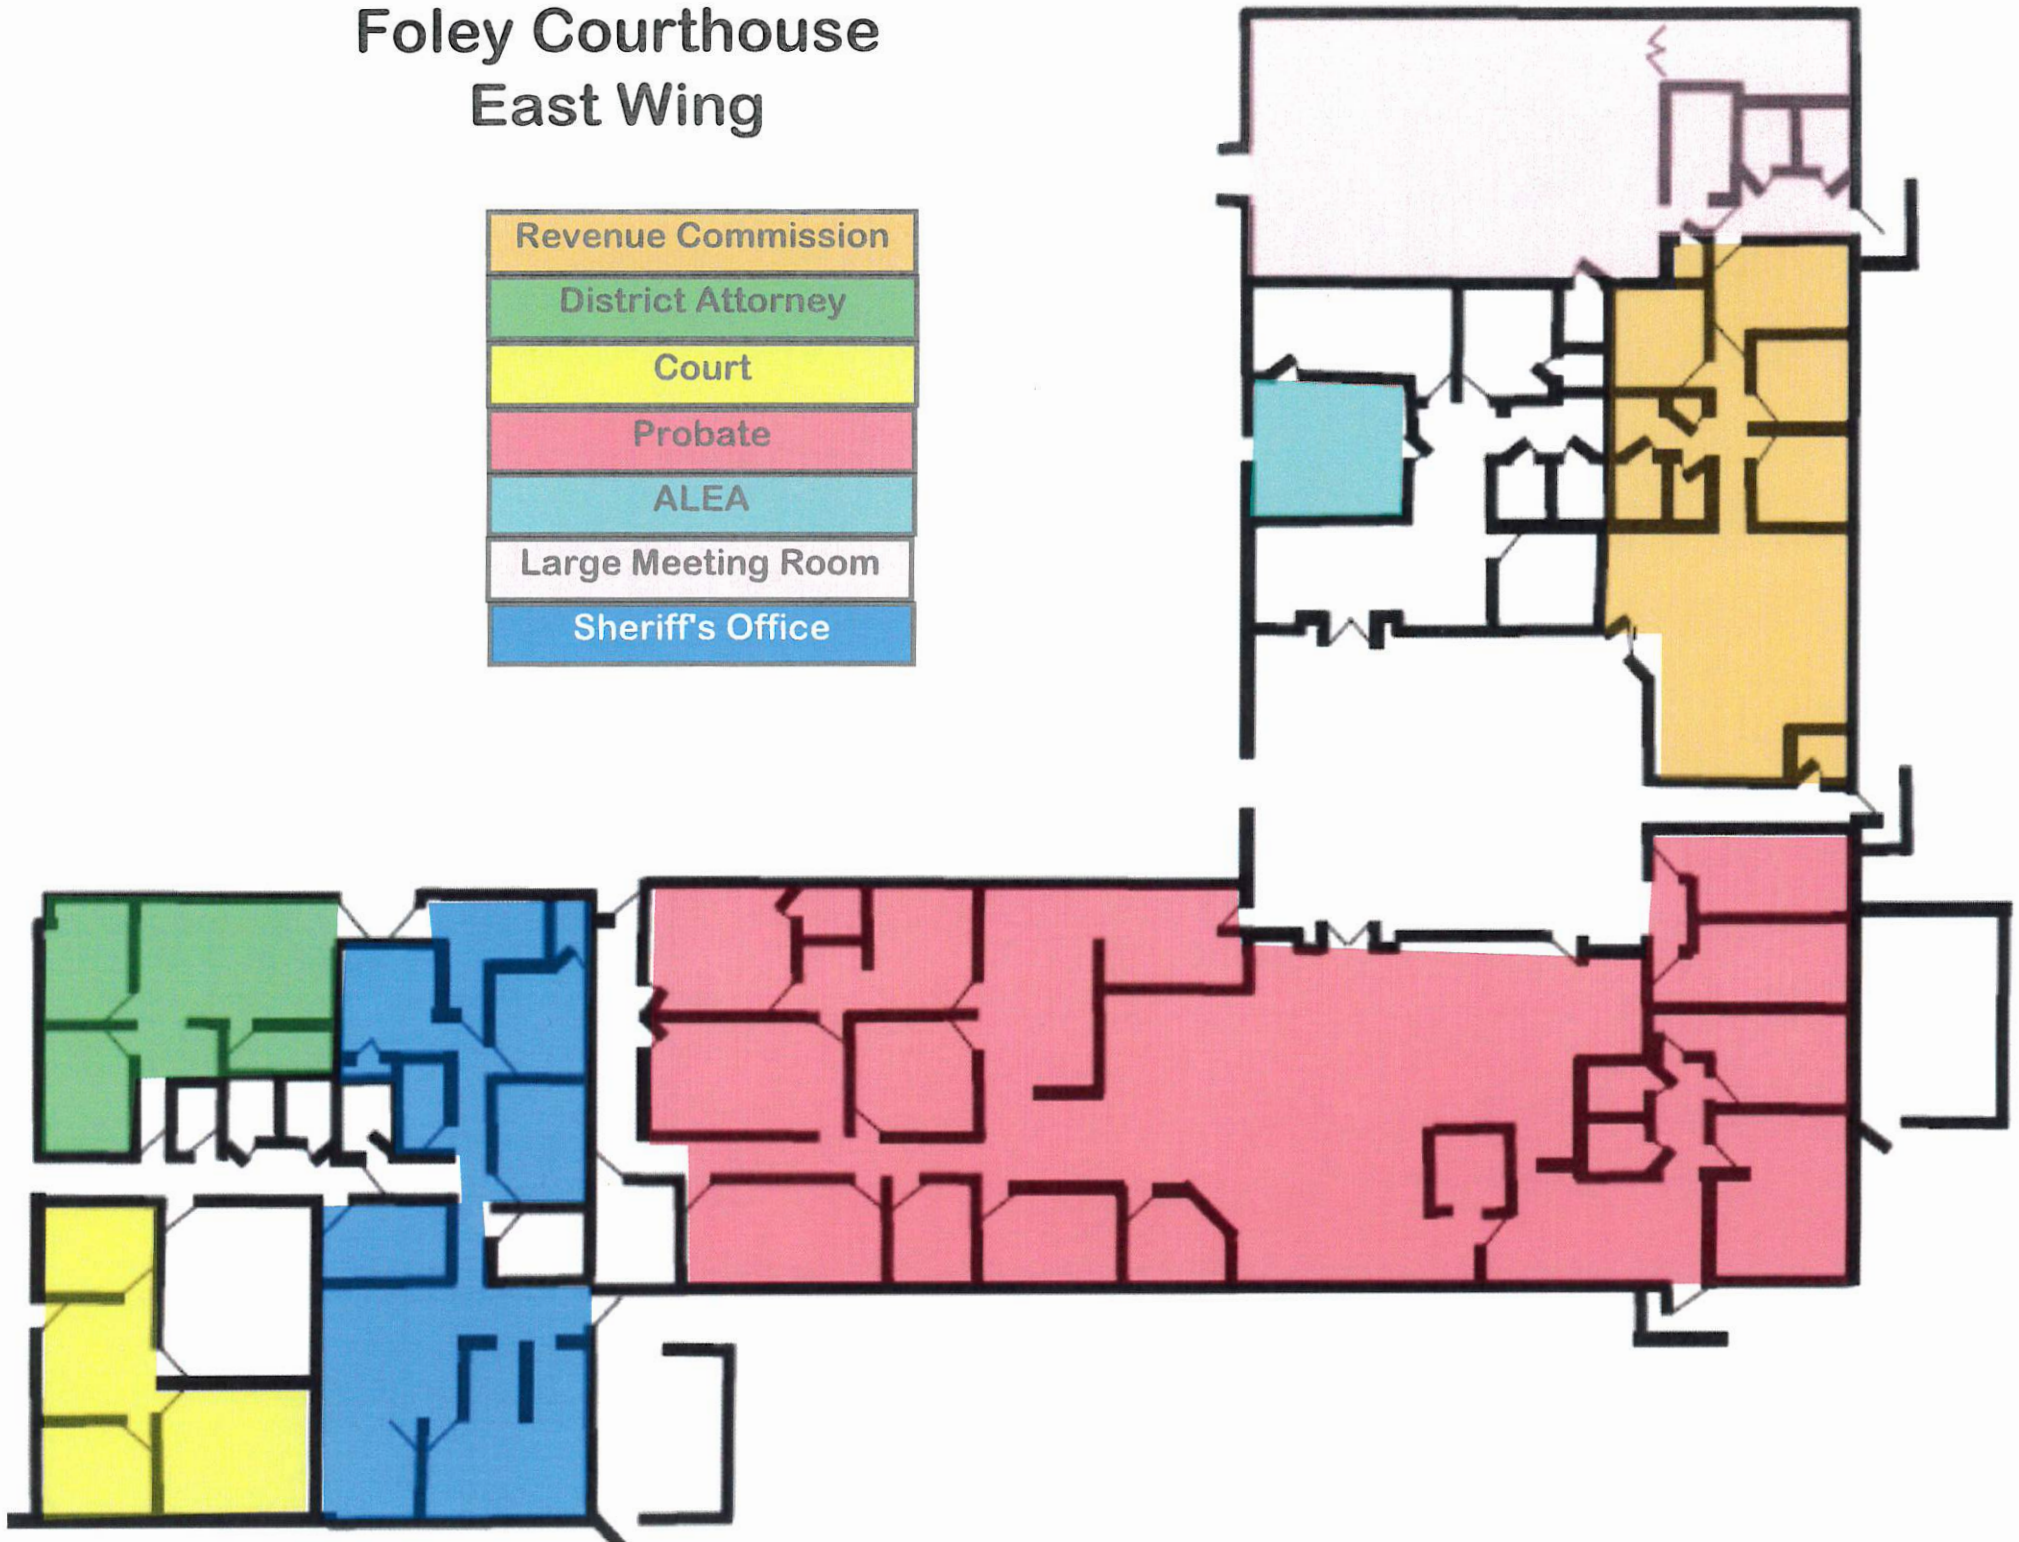 Foley Courthouse
East Wing
Revenue Commission
District Attorney
Court
Probate
ALEA
Large Meeting Room
Sheriff's Office